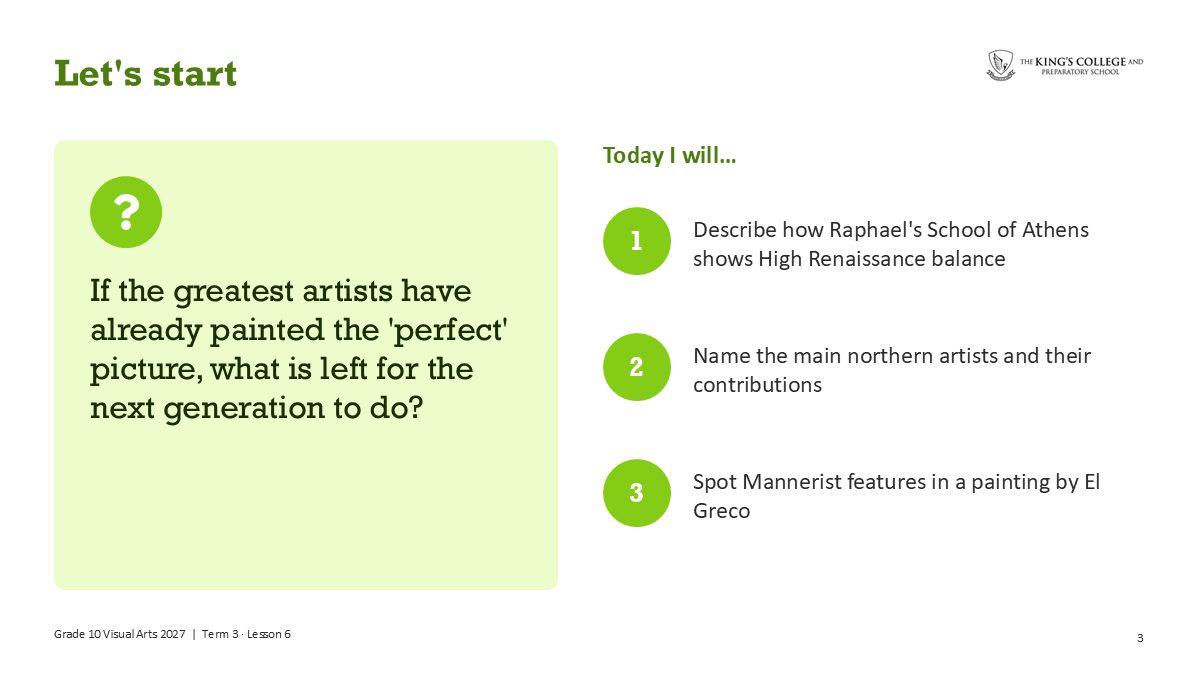 Let's start
THE KING'S COLLEGE AND
PREPARATORY SCHOOL
?
If the greatest artists have
already painted the 'perfect'
picture, what is left for the
next generation to do?
Today I will...
1
Describe how Raphael's School of Athens
shows High Renaissance balance
2
Name the main northern artists and their
contributions
3
Spot Mannerist features in a painting by El
Greco
Grade 10 Visual Arts 2027 | Term 3 · Lesson 6
3